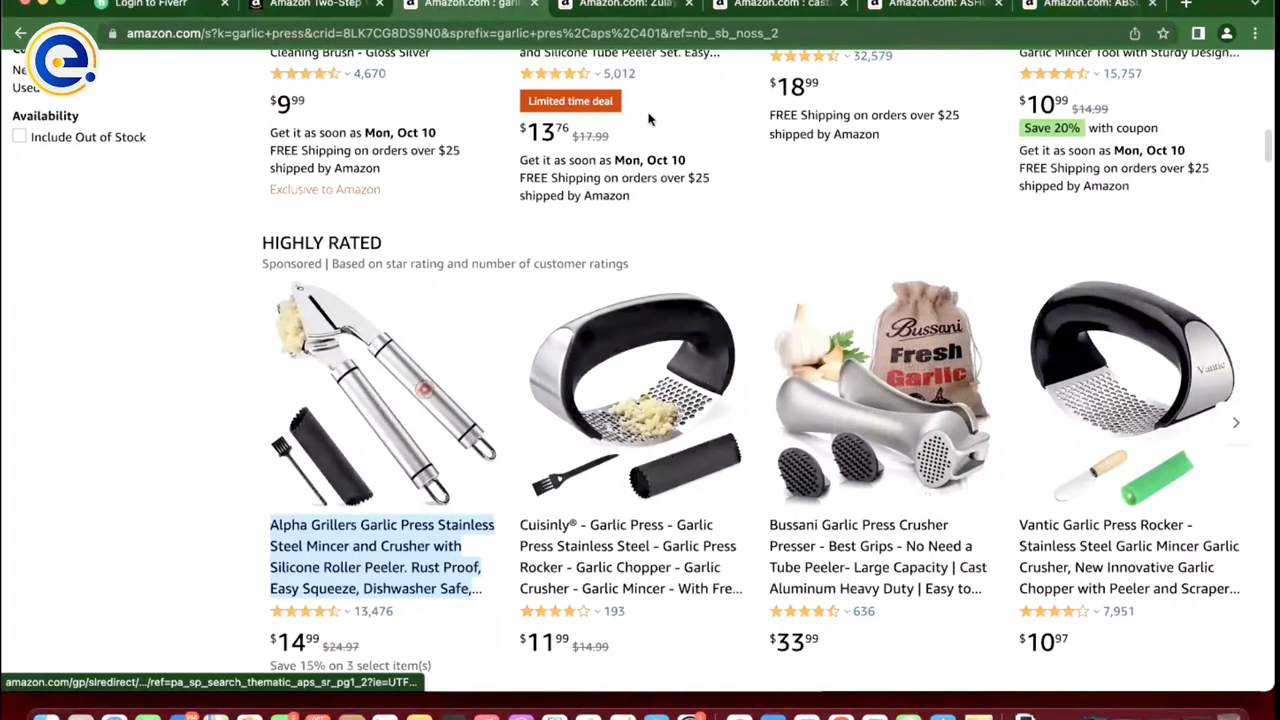 Login to Fiverr
Amazon Two-Step
Amazon.com : garl
Amazon.com: Zulay
Amazon.com : cast
Amazon.com: ASH
Amazon.com: ABS
amazon.com/s?k=garlic+press&crid=8LK7CG8DS9N0&sprefix=garlic+pres%2Caps%2C401&ref=nb_sb_noss_2
e
Ne
Used
Availability
Include Out of Stock
Cleaning Brush - Gloss Silver
4,670
$9.99
Get it as soon as Mon, Oct 10
FREE Shipping on orders over $25
shipped by Amazon
Exclusive to Amazon
and Silicone Tube Peeler Set. Easy...
5,012
Limited time deal
$13.76 $17.99
Get it as soon as Mon, Oct 10
FREE Shipping on orders over $25
shipped by Amazon
32,579
$18.99
FREE Shipping on orders over $25
shipped by Amazon
Garlic Mincer Tool with Sturdy Design...
15,757
$10.99 $14.99
Save 20% with coupon
Get it as soon as Mon, Oct 10
FREE Shipping on orders over $25
shipped by Amazon
HIGHLY RATED
Sponsored | Based on star rating and number of customer ratings
Bussani
Fresh
Garlic
Vantic
Alpha Grillers Garlic Press Stainless
Steel Mincer and Crusher with
Silicone Roller Peeler. Rust Proof,
Easy Squeeze, Dishwasher Safe,...
13,476
$14.99 $24.97
Save 15% on 3 select item(s)
Cuisinly® - Garlic Press - Garlic
Press Stainless Steel - Garlic Press
Rocker - Garlic Chopper - Garlic
Crusher - Garlic Mincer - With Fre...
193
$11.99 $14.99
Bussani Garlic Press Crusher
Presser - Best Grips - No Need a
Tube Peeler- Large Capacity | Cast
Aluminum Heavy Duty | Easy to...
636
$33.99
Vantic Garlic Press Rocker -
Stainless Steel Garlic Mincer Garlic
Crusher, New Innovative Garlic
Chopper with Peeler and Scraper...
7,951
$10.97
amazon.com/gp/slredirect/.../ref=pa_sp_search_thematic_aps_sr_pg1_2?ie=UTF...